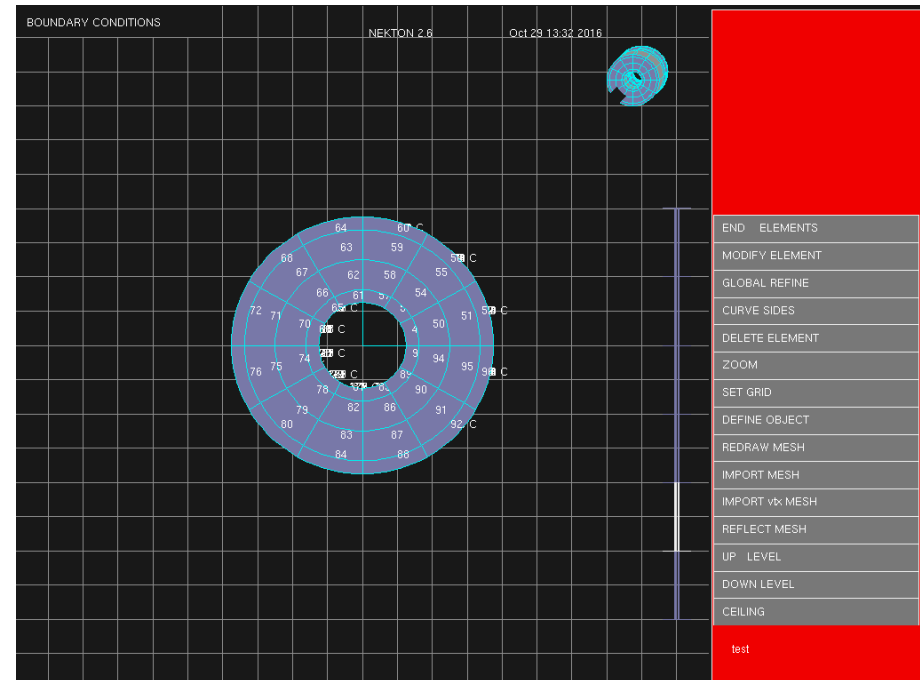 BOUNDARY CONDITIONS
NEKTON 2.6
Oct 29 13:32 2016
END ELEMENTS
MODIFY ELEMENT
GLOBAL REFINE
CURVE SIDES
DELETE ELEMENT
ZOOM
SET GRID
DEFINE OBJECT
REDRAW MESH
IMPORT MESH
IMPORT vtx MESH
REFLECT MESH
UP LEVEL
DOWN LEVEL
CEILING
test
64
60 C
63
59
68
C
67
62
58
55
66
61
54
72
71
C
51
C
70
50
C
74
C
94
76
75
95
96 C
C
C
78
90
82
86
79
91
80
83
87
92 C
84
88